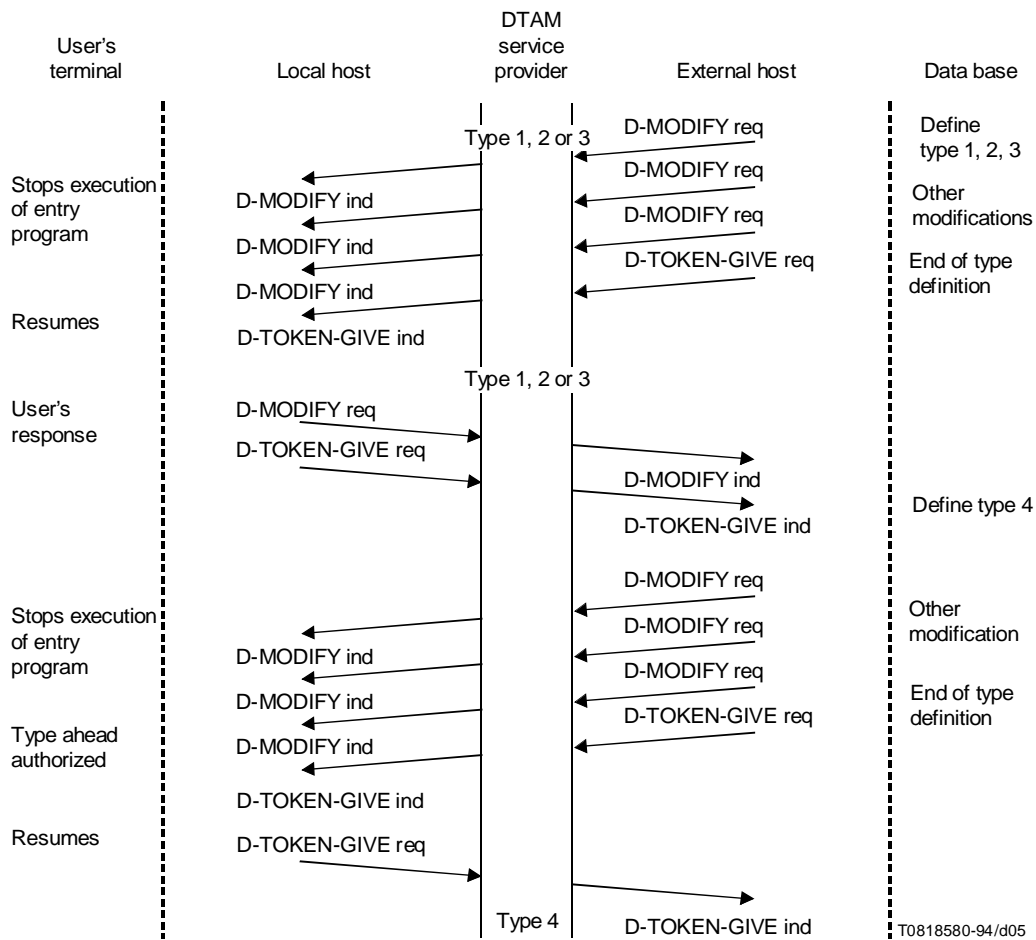 User's
terminal
Local host
DTAM
service
provider
External host
Data base
Type 1, 2 or 3
D-MODIFY req
Define
type 1, 2, 3
Stops execution
of entry
program
D-MODIFY ind
D-MODIFY req
Other
modifications
D-MODIFY ind
D-MODIFY req
D-MODIFY ind
D-TOKEN-GIVE req
End of type
definition
Resumes
D-TOKEN-GIVE ind
Type 1, 2 or 3
User's
response
D-MODIFY req
D-TOKEN-GIVE req
D-MODIFY ind
D-TOKEN-GIVE ind
Define type 4
D-MODIFY req
Stops execution
of entry
program
D-MODIFY ind
D-MODIFY req
Other
modification
D-MODIFY ind
D-MODIFY req
D-MODIFY ind
D-TOKEN-GIVE req
End of type
definition
Type ahead
authorized
D-TOKEN-GIVE ind
Resumes
D-TOKEN-GIVE req
Type 4
D-TOKEN-GIVE ind
T0818580-94/d05